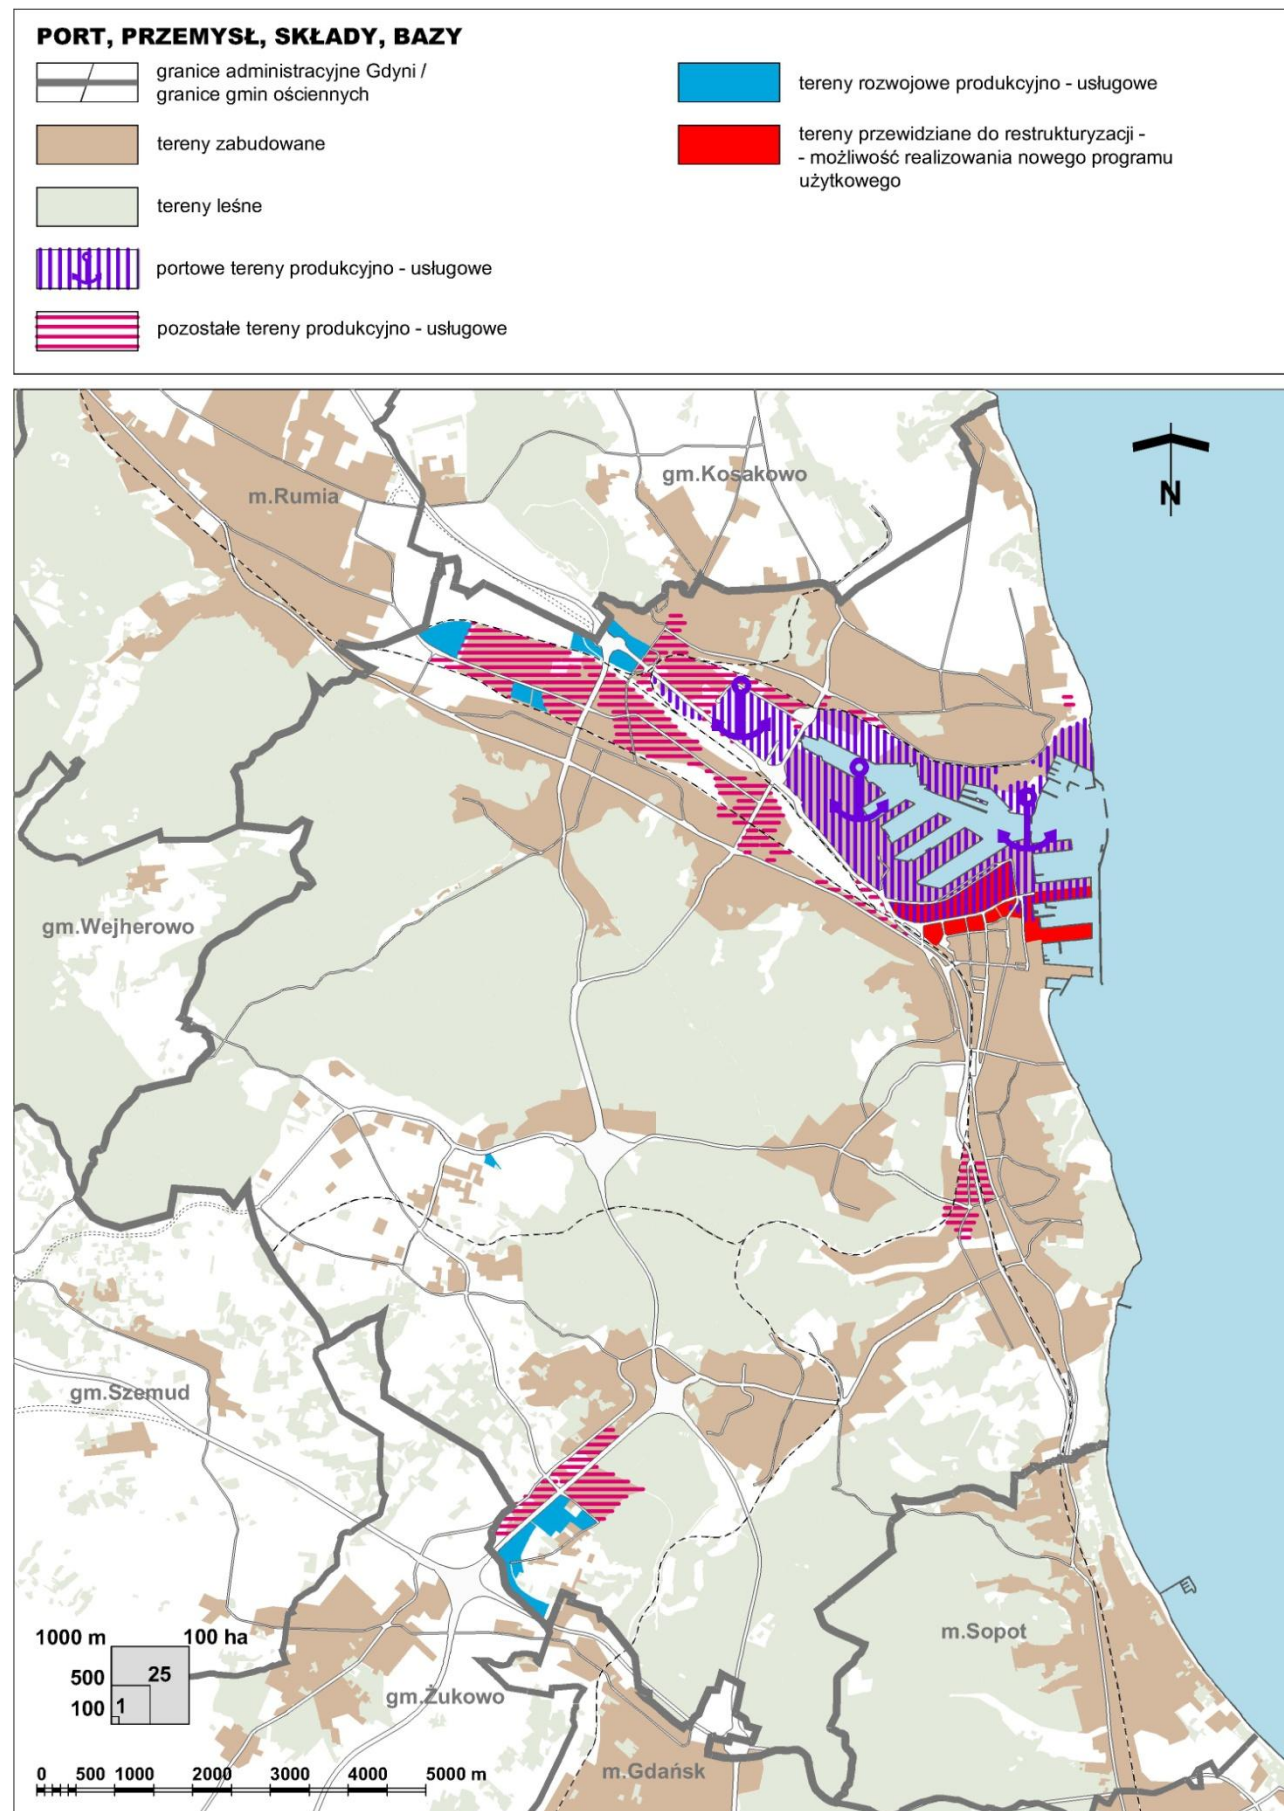 PORT, PRZEMYSŁ, SKŁADY, BAZY
granice administracyjne Gdyni /
granice gmin ościennych
tereny zabudowane
tereny leśne
portowe tereny produkcyjno - usługowe
pozostałe tereny produkcyjno - usługowe
tereny rozwojowe produkcyjno - usługowe
tereny przewidziane do restrukturyzacji -
- możliwość realizowania nowego programu
użytkowego
N
gm.Kosakowo
m.Rumia
gm.Wejherowo
gm.Szemud
m.Sopot
gm.Żukowo
m.Gdańsk
1000 m 100 ha
500 25
100 1
0 500 1000 2000 3000 4000 5000 m